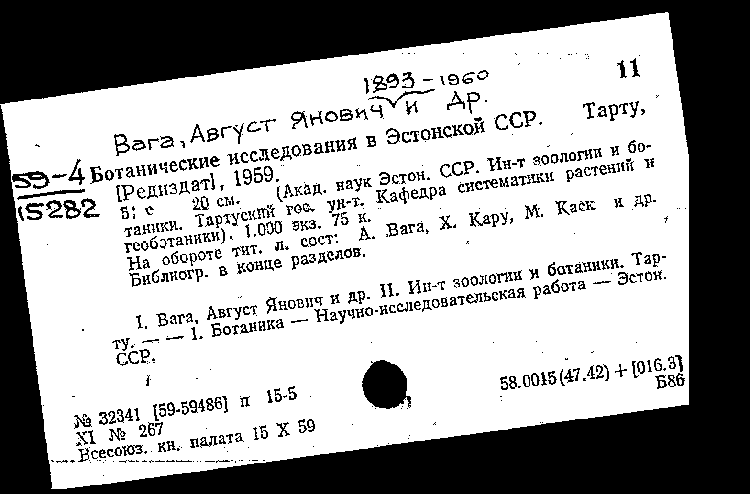 11
1893-1960
Вага, Август Янович и Др.
59-4
15282
Ботанические исследования в Эстонской ССР. Тарту,
[Редиздат], 1959.
51 с 20 см. (Акад. наук Эстон. ССР. Ин-т зоологии и бо-
таники. Тартуский гос. ун-т. Кафедра систематики растений и
геоботаники). 1.000 экз. 75 к.
На обороте тит. л. сост: А. Вага, Х. Кару, М. Каск и др.
Библиогр. в конце разделов.
I. Вага, Август Янович и др. II. Ин-т зоологии и ботаники. Тар-
ту. — — 1. Ботаника — Научно-исследовательская работа — Эстон.
ССР.
№ 32341 [59-59486] п 15-5
XI № 267
Всесоюз. кн. палата 15 X 59
58.0015(47.42) + [016.3]
Б86